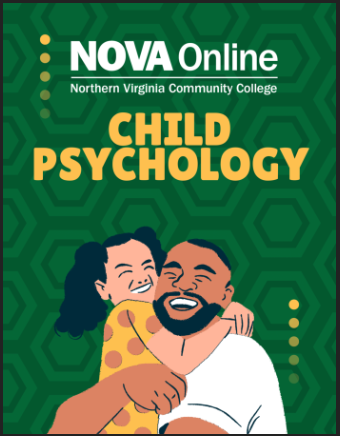 NOVA Online
Northern Virginia Community College
CHILD
PSYCHOLOGY